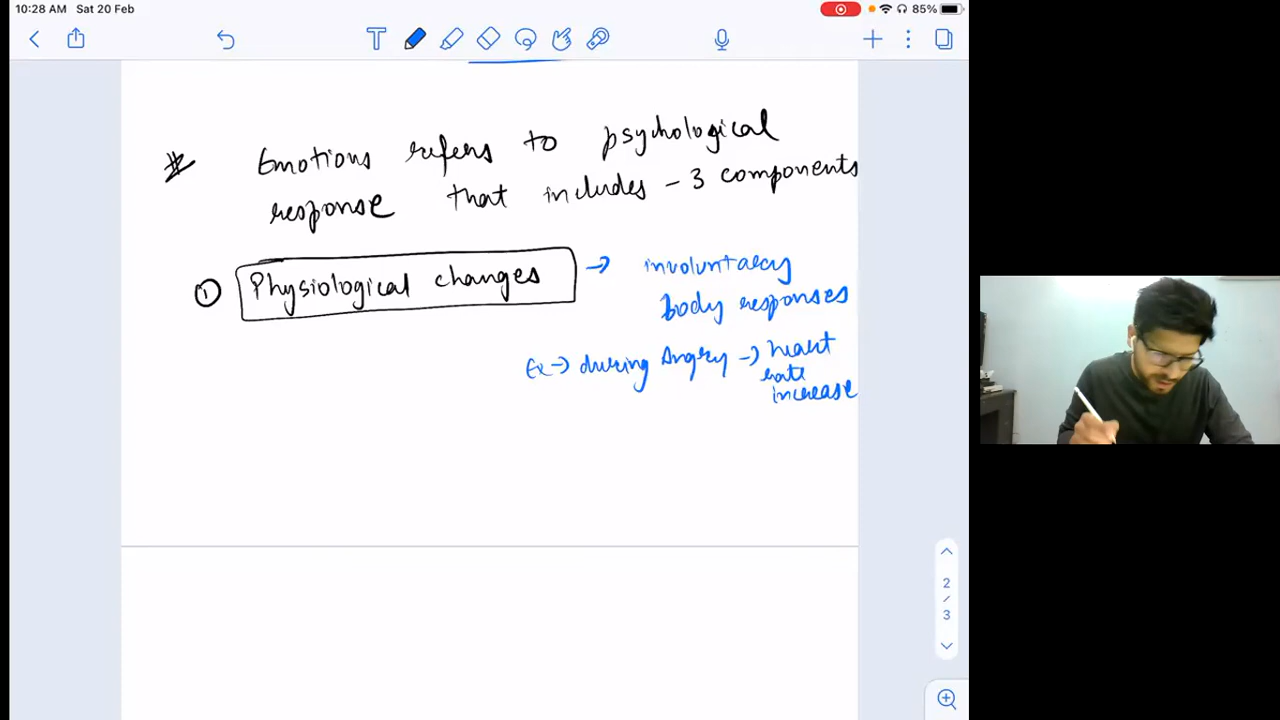 10:28 AM Sat 20 Feb
85%
Emotions refers to psychological
response that includes - 3 components
① Physiological changes → involuntary
body responses
Ex → during Angry → heart
rate
increase
2
/
3